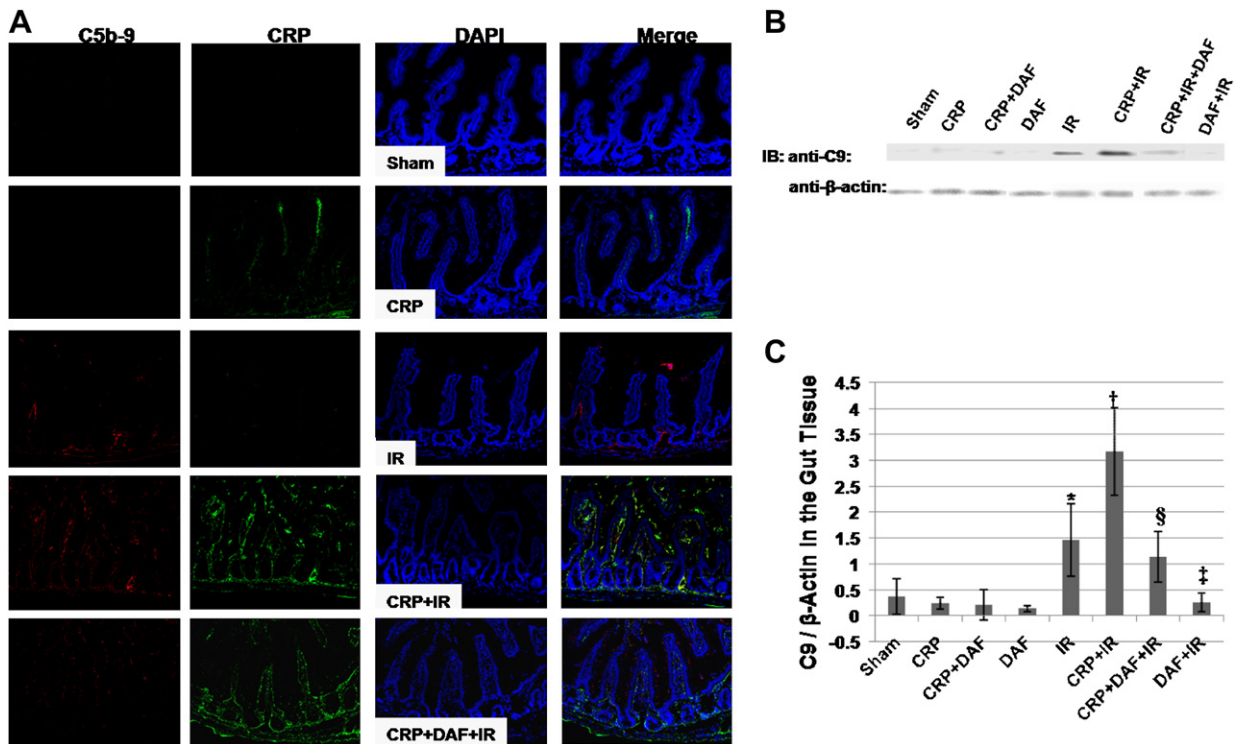 A
C5b-9 CRP DAPI Merge
Sham
CRP
IR
CRP+IR
CRP+DAF+IR
B
Sham CRP CRP+DAF DAF IR CRP+IR CRP+IR+DAF DAF+IR
IB: anti-C9:
anti-β-actin:
C
C9 / β-Actin in the Gut Tissue
4.5
4
3.5
3
2.5
2
1.5
1
0.5
0
-0.5
†
*
§
‡
Sham CRP CRP+DAF DAF IR CRP+IR CRP+DAF+IR DAF+IR